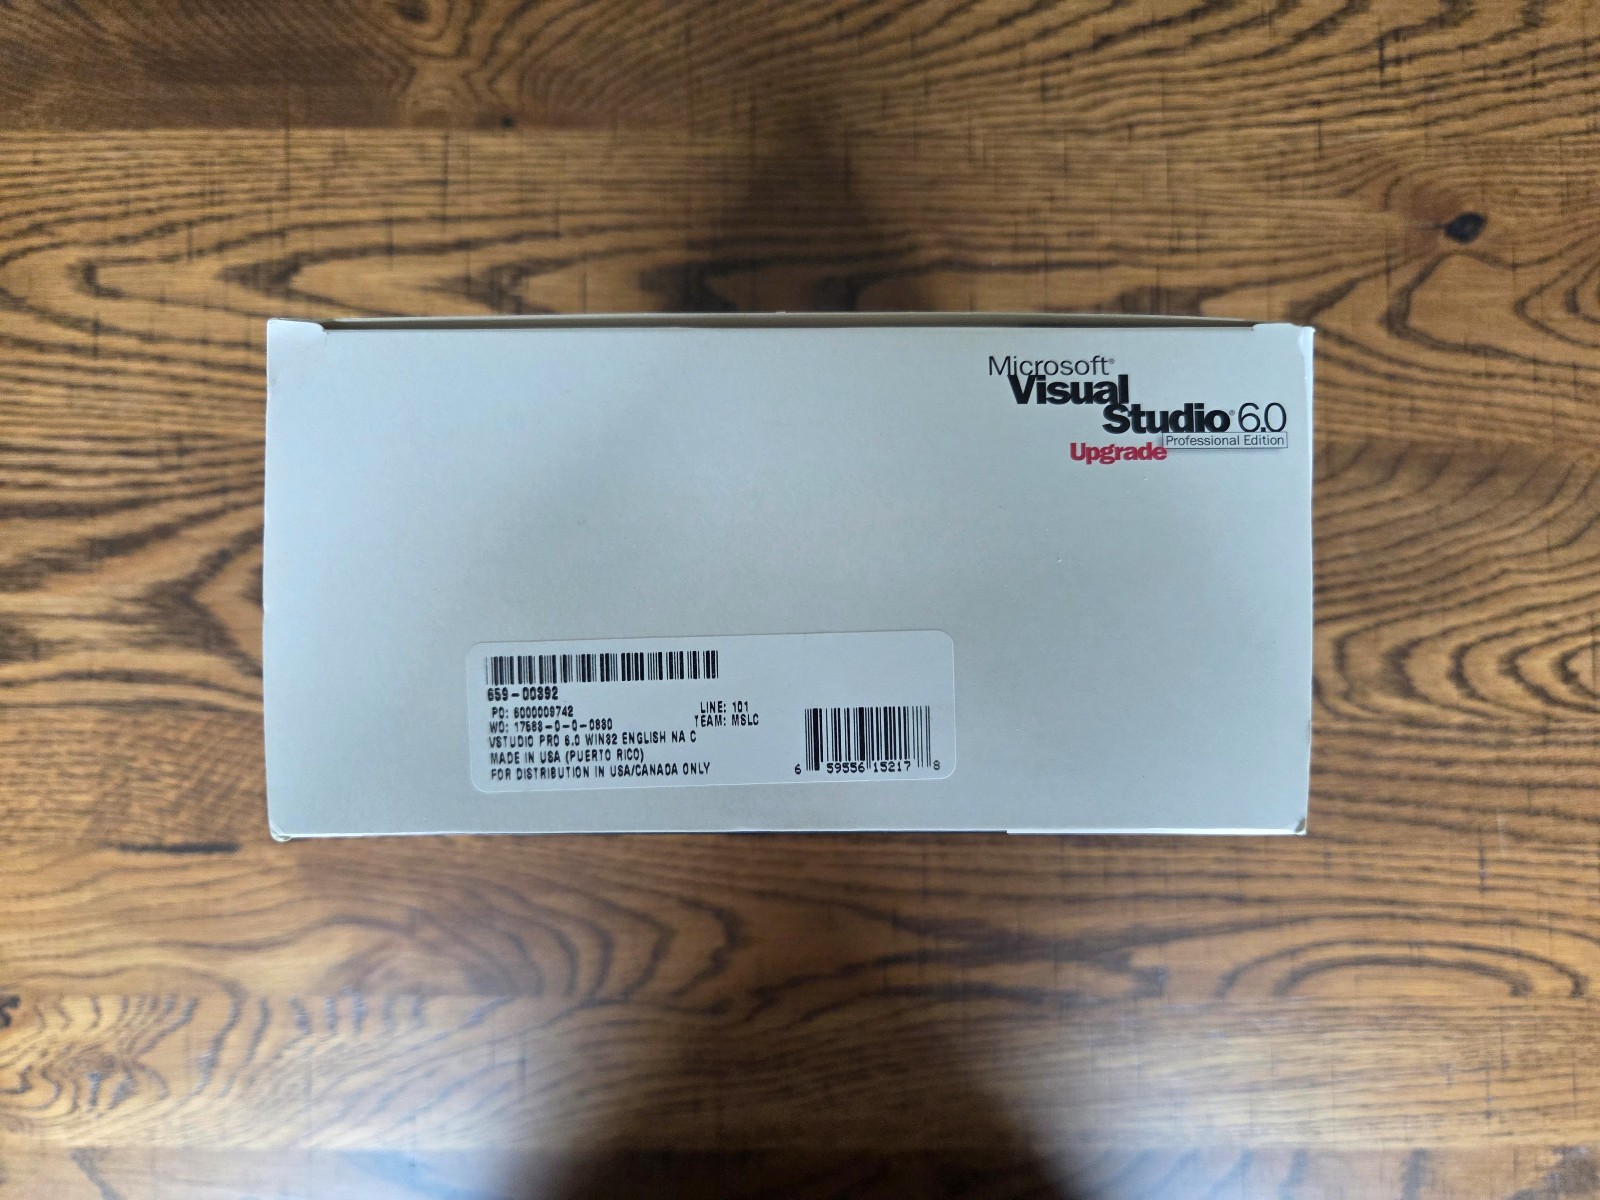 Microsoft®
Visual
Studio® 6.0
Professional Edition
Upgrade
659-00392
PO: 6000009742
LINE: 101
WO: 17588-0-0-0880
TEAM: MSLC
VSTUDIO PRO 6.0 WIN32 ENGLISH NA C
MADE IN USA (PUERTO RICO)
FOR DISTRIBUTION IN USA/CANADA ONLY
6 59556 15217 8